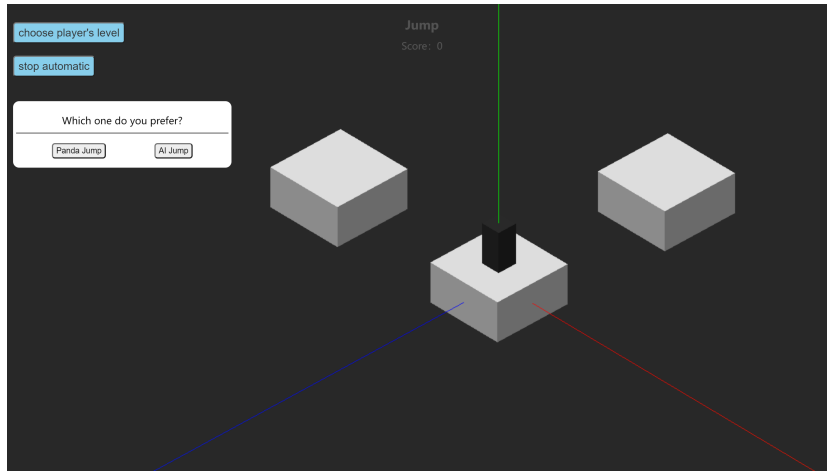 choose player's level
stop automatic
Jump
Score: 0
Which one do you prefer?
Panda Jump
AI Jump